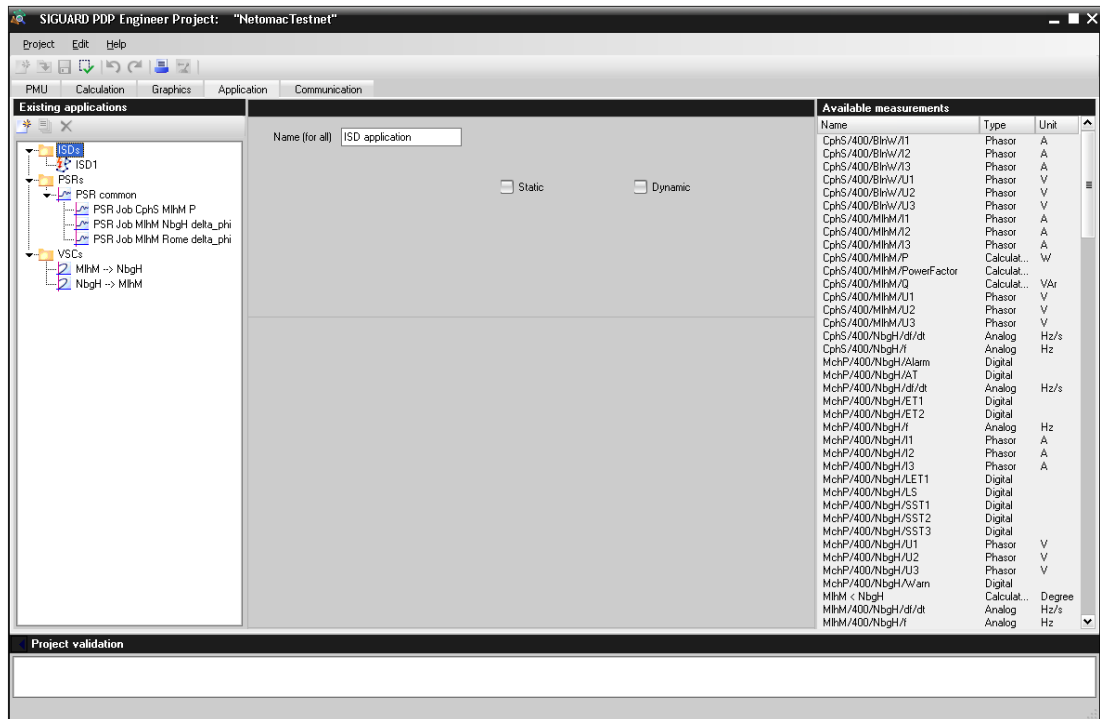 SIGUARD PDP Engineer Project: "NetomacTestnet"
Project Edit Help
PMU Calculation Graphics Application Communication
Existing applications
ISDs
ISD1
PSRs
PSR common
PSR Job CphS MlhM P
PSR Job MlhM NbgH delta_phi
PSR Job MlhM Rome delta_phi
VSCs
MlhM --> NbgH
NbgH --> MlhM
Name (for all) ISD application
Static Dynamic
Available measurements
Name Type Unit
CphS/400/BlnW/I1 Phasor A
CphS/400/BlnW/I2 Phasor A
CphS/400/BlnW/I3 Phasor A
CphS/400/BlnW/U1 Phasor V
CphS/400/BlnW/U2 Phasor V
CphS/400/BlnW/U3 Phasor V
CphS/400/MlhM/I1 Phasor A
CphS/400/MlhM/I2 Phasor A
CphS/400/MlhM/I3 Phasor A
CphS/400/MlhM/P Calculat... W
CphS/400/MlhM/PowerFactor Calculat...
CphS/400/MlhM/Q Calculat... VAr
CphS/400/MlhM/U1 Phasor V
CphS/400/MlhM/U2 Phasor V
CphS/400/MlhM/U3 Phasor V
CphS/400/NbgH/df/dt Analog Hz/s
CphS/400/NbgH/f Analog Hz
MchP/400/NbgH/Alarm Digital
MchP/400/NbgH/AT Digital
MchP/400/NbgH/df/dt Analog Hz/s
MchP/400/NbgH/ET1 Digital
MchP/400/NbgH/ET2 Digital
MchP/400/NbgH/f Analog Hz
MchP/400/NbgH/I1 Phasor A
MchP/400/NbgH/I2 Phasor A
MchP/400/NbgH/I3 Phasor A
MchP/400/NbgH/LET1 Digital
MchP/400/NbgH/LS Digital
MchP/400/NbgH/SST1 Digital
MchP/400/NbgH/SST2 Digital
MchP/400/NbgH/SST3 Digital
MchP/400/NbgH/U1 Phasor V
MchP/400/NbgH/U2 Phasor V
MchP/400/NbgH/U3 Phasor V
MchP/400/NbgH/Warn Digital
MlhM < NbgH Calculat... Degree
MlhM/400/NbgH/df/dt Analog Hz/s
MlhM/400/NbgH/f Analog Hz
Project validation